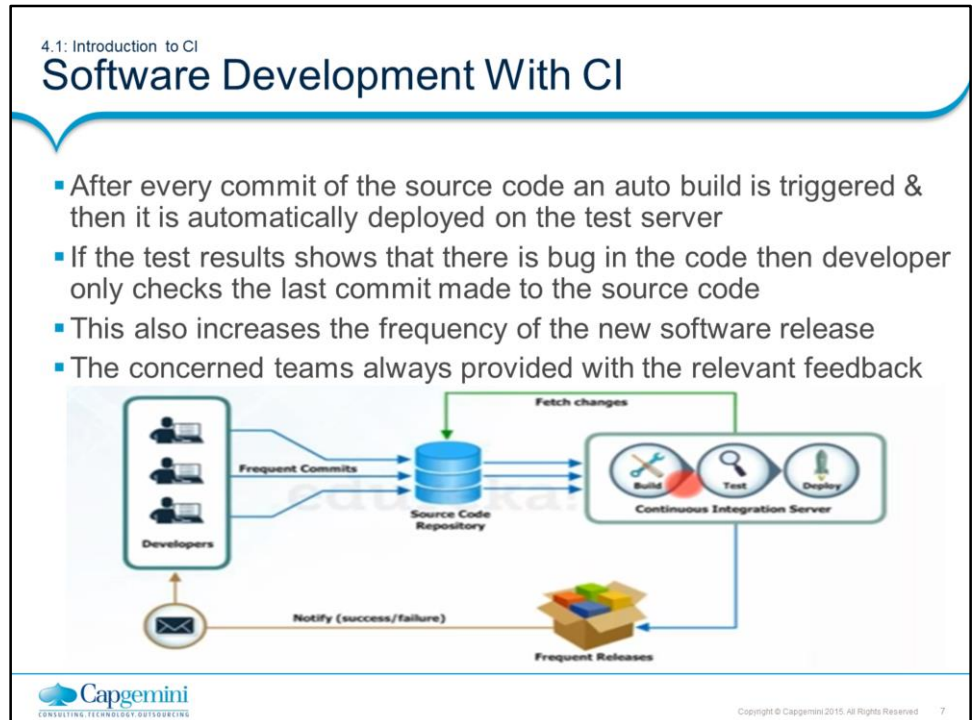 4.1: Introduction to CI
Software Development With CI
After every commit of the source code an auto build is triggered &
then it is automatically deployed on the test server
If the test results shows that there is bug in the code then developer
only checks the last commit made to the source code
This also increases the frequency of the new software release
The concerned teams always provided with the relevant feedback
Fetch changes
Frequent Commits
Build
Test
Deploy
edureka!
Source Code
Repository
Continuous Integration Server
Developers
Notify (success/failure)
Frequent Releases
Capgemini
CONSULTING.TECHNOLOGY.OUTSOURCING
Copyright © Capgemini 2015. All Rights Reserved 7